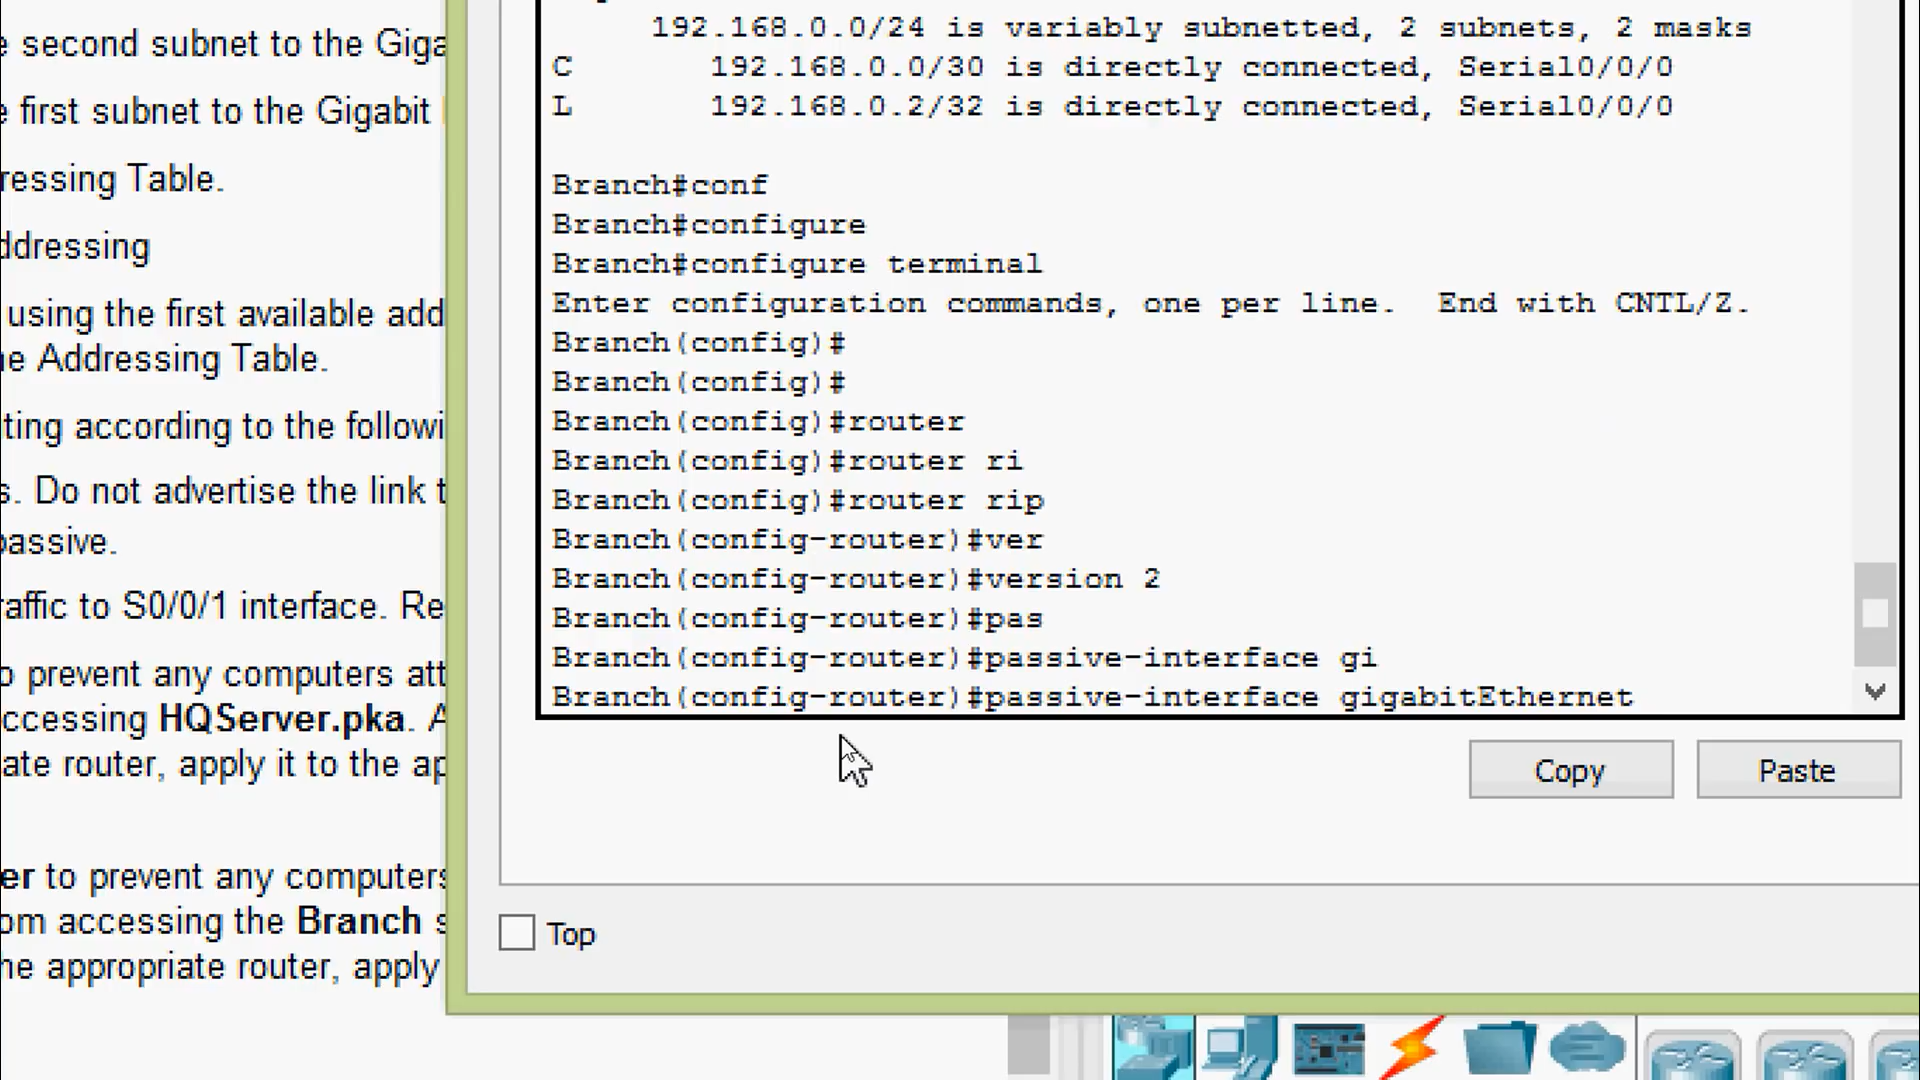 e second subnet to the Giga
e first subnet to the Gigabit
ressing Table.
ddressing
using the first available add
ne Addressing Table.
ting according to the followi
s. Do not advertise the link t
passive.
raffic to S0/0/1 interface. Re
o prevent any computers att
ccessing HQServer.pka. A
ate router, apply it to the ap
er to prevent any computers
om accessing the Branch s
he appropriate router, apply
192.168.0.0/24 is variably subnetted, 2 subnets, 2 masks
C 192.168.0.0/30 is directly connected, Serial0/0/0
L 192.168.0.2/32 is directly connected, Serial0/0/0
Branch#conf
Branch#configure
Branch#configure terminal
Enter configuration commands, one per line. End with CNTL/Z.
Branch(config)#
Branch(config)#
Branch(config)#router
Branch(config)#router ri
Branch(config)#router rip
Branch(config-router)#ver
Branch(config-router)#version 2
Branch(config-router)#pas
Branch(config-router)#passive-interface gi
Branch(config-router)#passive-interface gigabitEthernet
Copy
Paste
Top